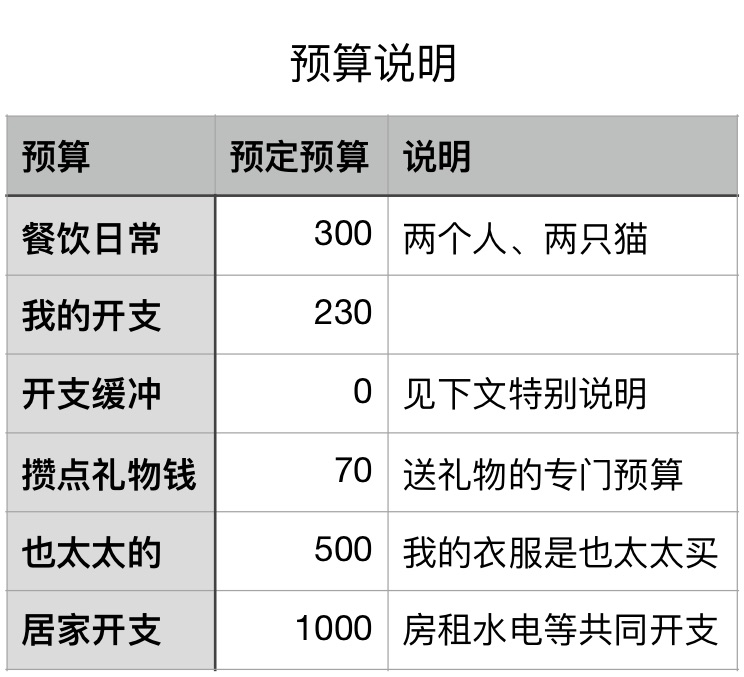 预算说明
预算 预定预算 说明
餐饮日常 300 两个人、两只猫
我的开支 230
开支缓冲 0 见下文特别说明
攒点礼物钱 70 送礼物的专门预算
也太太的 500 我的衣服是也太太买
居家开支 1000 房租水电等共同开支